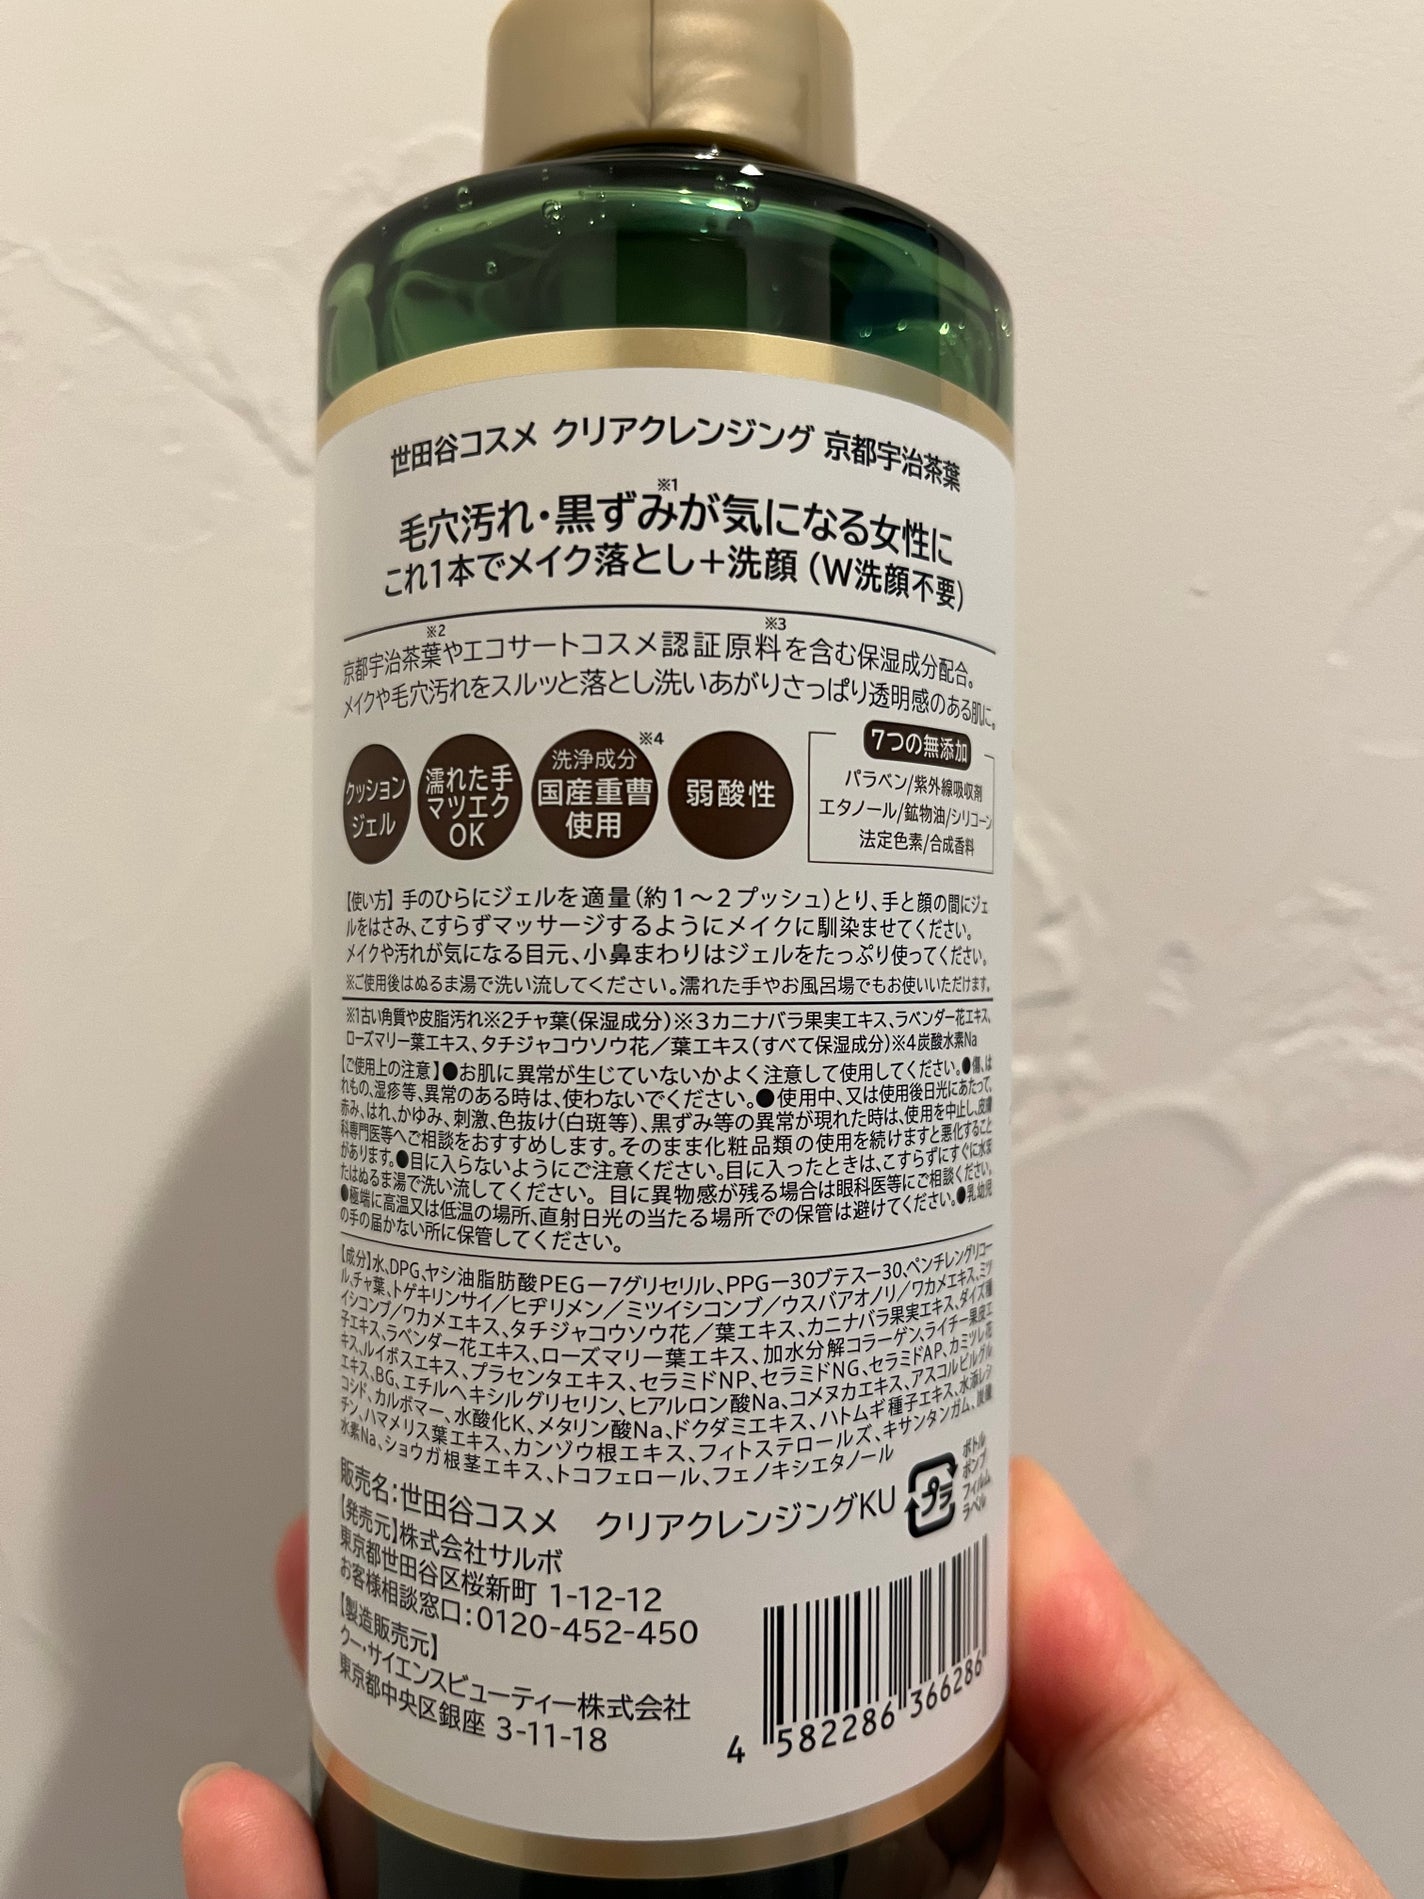 世田谷コスメ クリアクレンジング 京都宇治茶葉
毛穴汚れ・黒ずみ※1が気になる女性に
これ1本でメイク落とし＋洗顔（W洗顔不要）
京都宇治茶葉※2やエコサートコスメ認証原料※3を含む保湿成分配合。
メイクや毛穴汚れをスルッと落とし洗いあがりさっぱり透明感のある肌に。
クッション
ジェル
濡れた手
マツエク
OK
洗浄成分※4
国産重曹
使用
弱酸性
7つの無添加
パラベン/紫外線吸収剤
エタノール/鉱物油/シリコーン
法定色素/合成香料
【使い方】手のひらにジェルを適量(約1～2プッシュ)とり、手と顔の間にジェ
ルをはさみ、こすらずマッサージするようにメイクに馴染ませてください。
メイクや汚れが気になる目元、小鼻まわりはジェルをたっぷり使ってください。
※ご使用後はぬるま湯で洗い流してください。濡れた手やお風呂場でもお使いいただけます。
※1古い角質や皮脂汚れ※2チャ葉(保湿成分)※3カニナバラ果実エキス、ラベンダー花エキス、
ローズマリー葉エキス、タチジャコウソウ花／葉エキス(すべて保湿成分)※4炭酸水素Na
【ご使用上の注意】●お肌に異常が生じていないかよく注意して使用してください。●傷、は
れもの、湿疹等、異常のある時は、使わないでください。●使用中、又は使用後日光にあたって、
赤み、はれ、かゆみ、刺激、色抜け(白斑等)、黒ずみ等の異常が現れた時は、使用を中止し、皮膚
科専門医等へご相談をおすすめします。そのまま化粧品類の使用を続けますと悪化すること
があります。●目に入らないようにご注意ください。目に入ったときは、こすらずにすぐに水ま
たはぬるま湯で洗い流してください。 目に異物感が残る場合は眼科医等にご相談ください。
●極端に高温又は低温の場所、直射日光の当たる場所での保管は避けてください。●乳幼児
の手の届かない所に保管してください。
【成分】水、DPG、ヤシ油脂肪酸PEG－7グリセリル、PPG－30ブテスー30、ペンチレングリコー
ル、チャ葉、トゲキリンサイ／ヒヂリメン／ミツイシコンブ／ウスバアオノリ／ワカメエキス、ミツ
イシコンブ／ワカメエキス、タチジャコウソウ花／葉エキス、カニナバラ果実エキス、ダイズ種
子エキス、ラベンダー花エキス、ローズマリー葉エキス、加水分解コラーゲン、ライチー果皮エ
キス、ルイボスエキス、プラセンタエキス、セラミドNP、セラミドNG、セラミドAP、カミツレ花
エキス、BG、エチルヘキシルグリセリン、ヒアルロン酸Na、コメヌカエキス、アスコルビルグル
コシド、カルボマー、水酸化K、メタリン酸Na、ドクダミエキス、ハトムギ種子エキス、水添レシ
チン、ハマメリス葉エキス、カンゾウ根エキス、フィトステロールズ、キサンタンガム、炭酸
水素Na、ショウガ根茎エキス、トコフェロール、フェノキシエタノール
販売名：世田谷コスメ　クリアクレンジングKU
プラ
ボトル
ポンプ
フィルム
ラベル
【発売元】株式会社サルボ
東京都世田谷区桜新町 1-12-12
お客様相談窓口：0120-452-450
【製造販売元】
クー・サイエンスビューティー株式会社
東京都中央区銀座 3-11-18
4 582286 366286